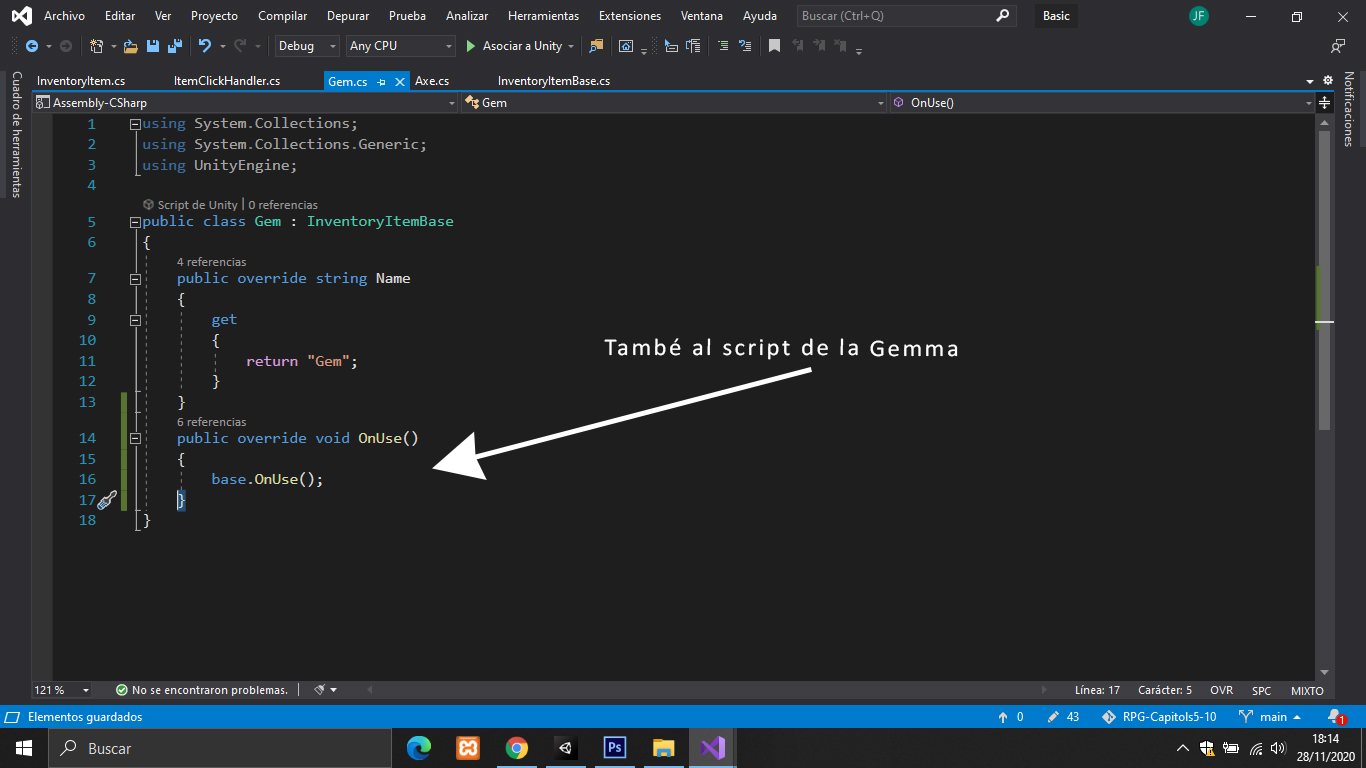 Archivo Editar Ver Proyecto Compilar Depurar Prueba Analizar Herramientas Extensiones Ventana Ayuda Buscar (Ctrl+Q) Basic JF
Debug Any CPU Asociar a Unity
InventoryItem.cs ItemClickHandler.cs Gem.cs Axe.cs InventoryItemBase.cs
Assembly-CSharp Gem OnUse()
Cuadro de herramientas
Notificaciones
1 using System.Collections;
2 using System.Collections.Generic;
3 using UnityEngine;
4
Script de Unity | 0 referencias
5 public class Gem : InventoryItemBase
6 {
4 referencias
7 public override string Name
8 {
9 get
10 {
11 return "Gem";
12 }
13 }
6 referencias
14 public override void OnUse()
15 {
16 base.OnUse();
17 }
18 }
També al script de la Gemma
121 % No se encontraron problemas. Línea: 17 Carácter: 5 OVR SPC MIXTO
Elementos guardados 0 43 RPG-Capitols5-10 main 1
Buscar Ps 18:14
28/11/2020